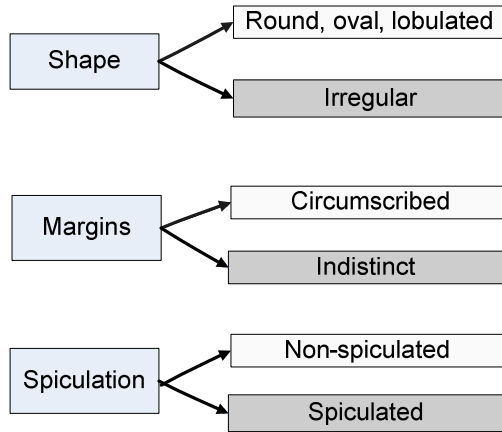 Shape
Round, oval, lobulated
Irregular
Margins
Circumscribed
Indistinct
Spiculation
Non-spiculated
Spiculated